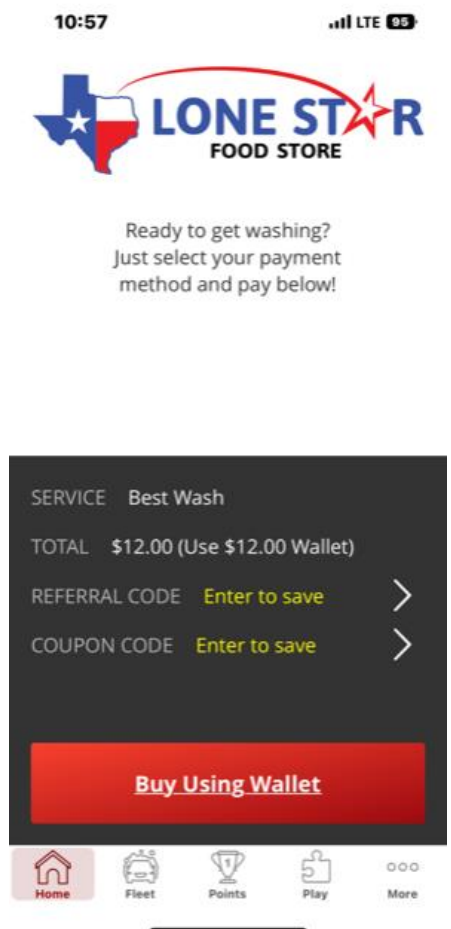 10:57 LTE 95
LONE STAR
FOOD STORE
Ready to get washing?
Just select your payment
method and pay below!
SERVICE Best Wash
TOTAL $12.00 (Use $12.00 Wallet)
REFERRAL CODE Enter to save
COUPON CODE Enter to save
Buy Using Wallet
1
Home Fleet Points Play More